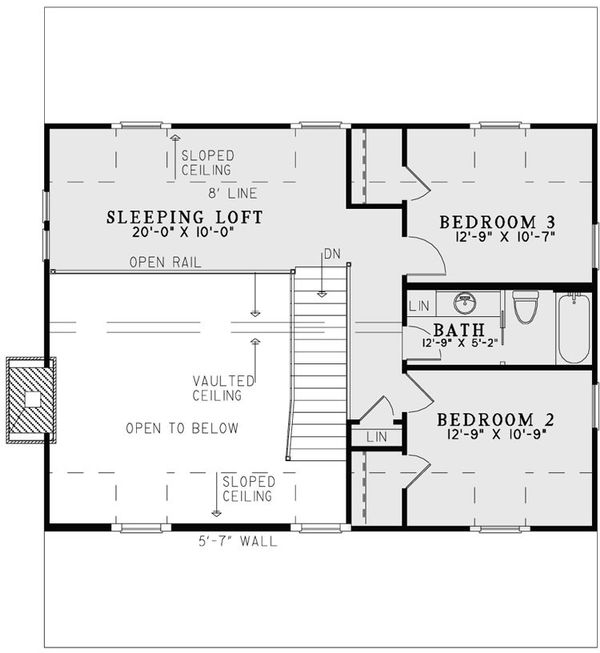 SLOPED
CEILING
8' LINE
SLEEPING LOFT
20'-0" X 10'-0"
OPEN RAIL
DN
BEDROOM 3
12'-9" X 10'-7"
LIN
BATH
12'-9" X 5'-2"
VAULTED
CEILING
OPEN TO BELOW
BEDROOM 2
12'-9" X 10'-9"
LIN
SLOPED
CEILING
5'-7" WALL